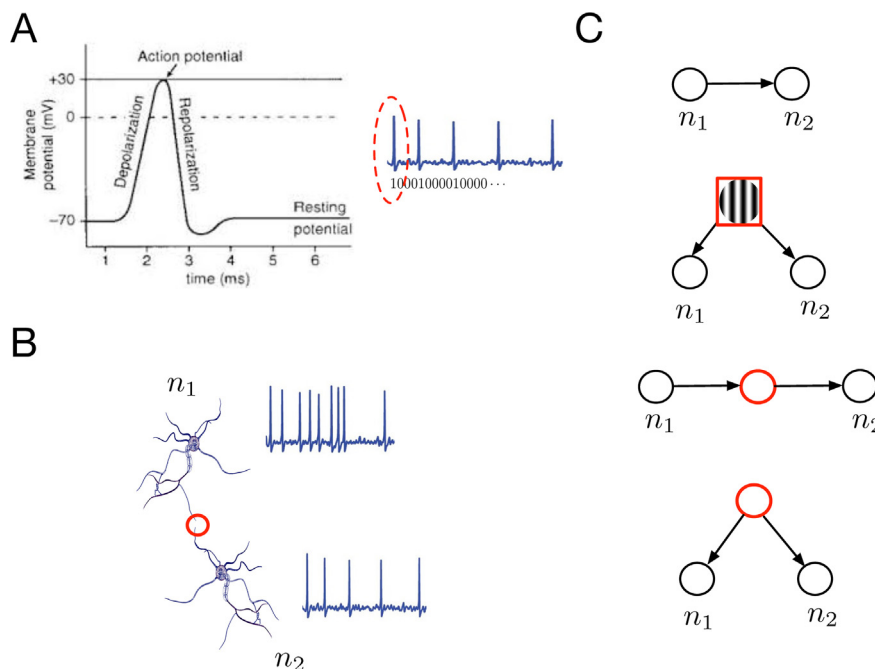 A
Action potential
+30
0
−70
Membrane
potential (mV)
Depolarization
Repolarization
Resting
potential
1 2 3 4 5 6
time (ms)
10001000010000···
B
n1
n2
C
n1 n2
n1 n2
n1 n2
n1 n2